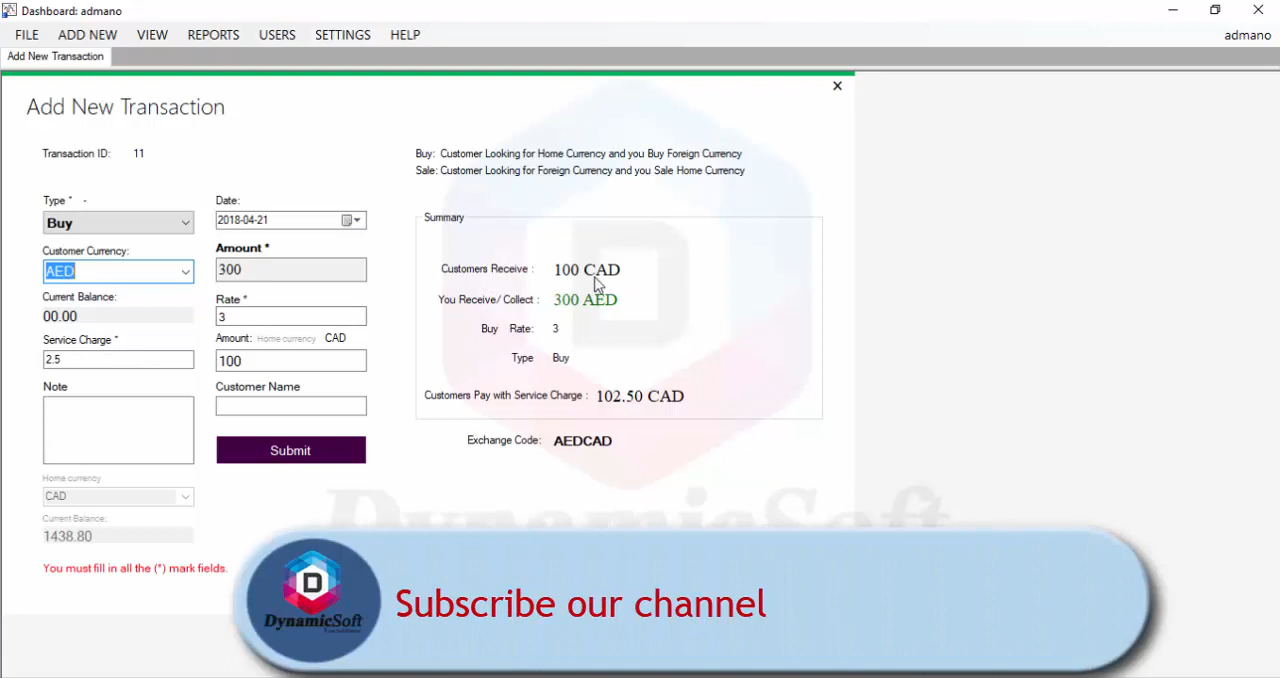 Dashboard: admano
FILE ADD NEW VIEW REPORTS USERS SETTINGS HELP admano
Add New Transaction
Add New Transaction
Transaction ID: 11
Buy: Customer Looking for Home Currency and you Buy Foreign Currency
Sale: Customer Looking for Foreign Currency and you Sale Home Currency
Type * -
Buy
Date:
2018-04-21
Customer Currency:
AED
Amount *
300
Current Balance:
00.00
Rate *
3
Service Charge *
2.5
Amount: Home currency CAD
100
Note
Customer Name
Submit
Home currency
CAD
Current Balance:
1438.80
You must fill in all the (*) mark fields.
Summary
Customers Receive : 100 CAD
You Receive/ Collect : 300 AED
Buy Rate: 3
Type Buy
Customers Pay with Service Charge : 102.50 CAD
Exchange Code: AEDCAD
DynamicSoft
D
DynamicSoft
Subscribe our channel